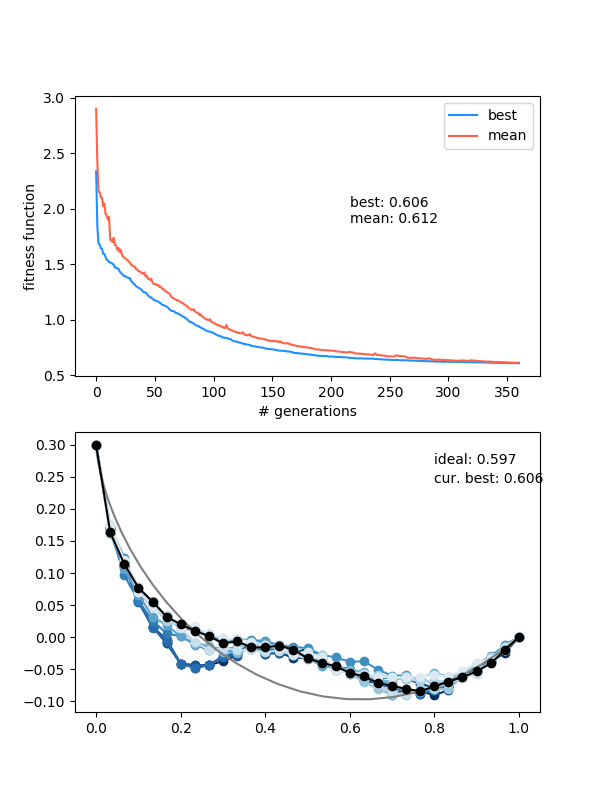 3.0
2.5
2.0
1.5
1.0
0.5
fitness function
best
mean
best: 0.606
mean: 0.612
0 50 100 150 200 250 300 350
# generations
0.30
0.25
0.20
0.15
0.10
0.05
0.00
−0.05
−0.10
ideal: 0.597
cur. best: 0.606
0.0 0.2 0.4 0.6 0.8 1.0